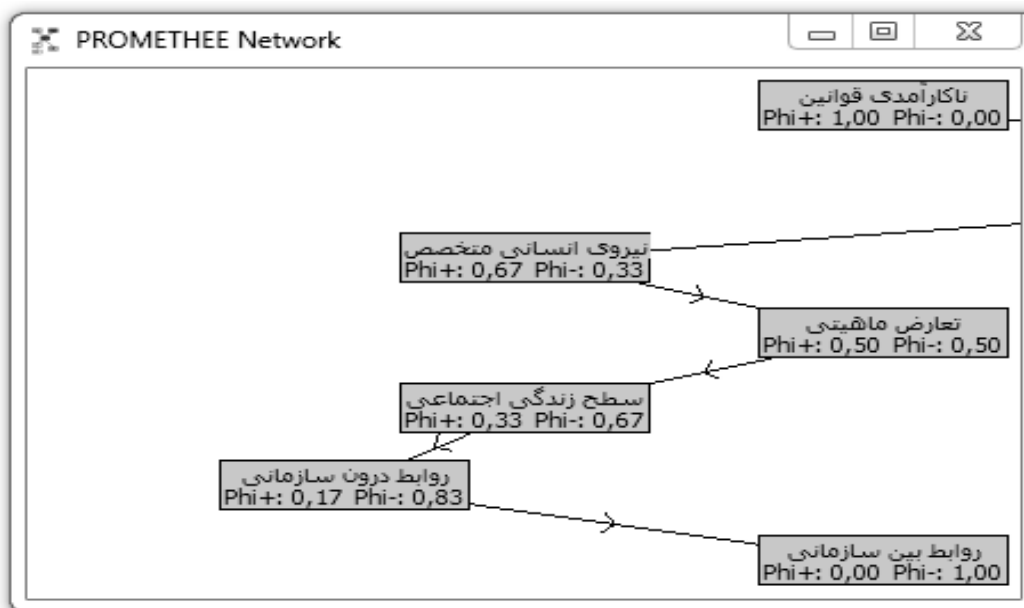 PROMETHEE Network
ناکارآمدی قوانین
Phi+: 1,00 Phi-: 0,00
نیروی انسانی متخصص
Phi+: 0,67 Phi-: 0,33
تعارض ماهیتی
Phi+: 0,50 Phi-: 0,50
سطح زندگی اجتماعی
Phi+: 0,33 Phi-: 0,67
روابط درون سازمانی
Phi+: 0,17 Phi-: 0,83
روابط بین سازمانی
Phi+: 0,00 Phi-: 1,00